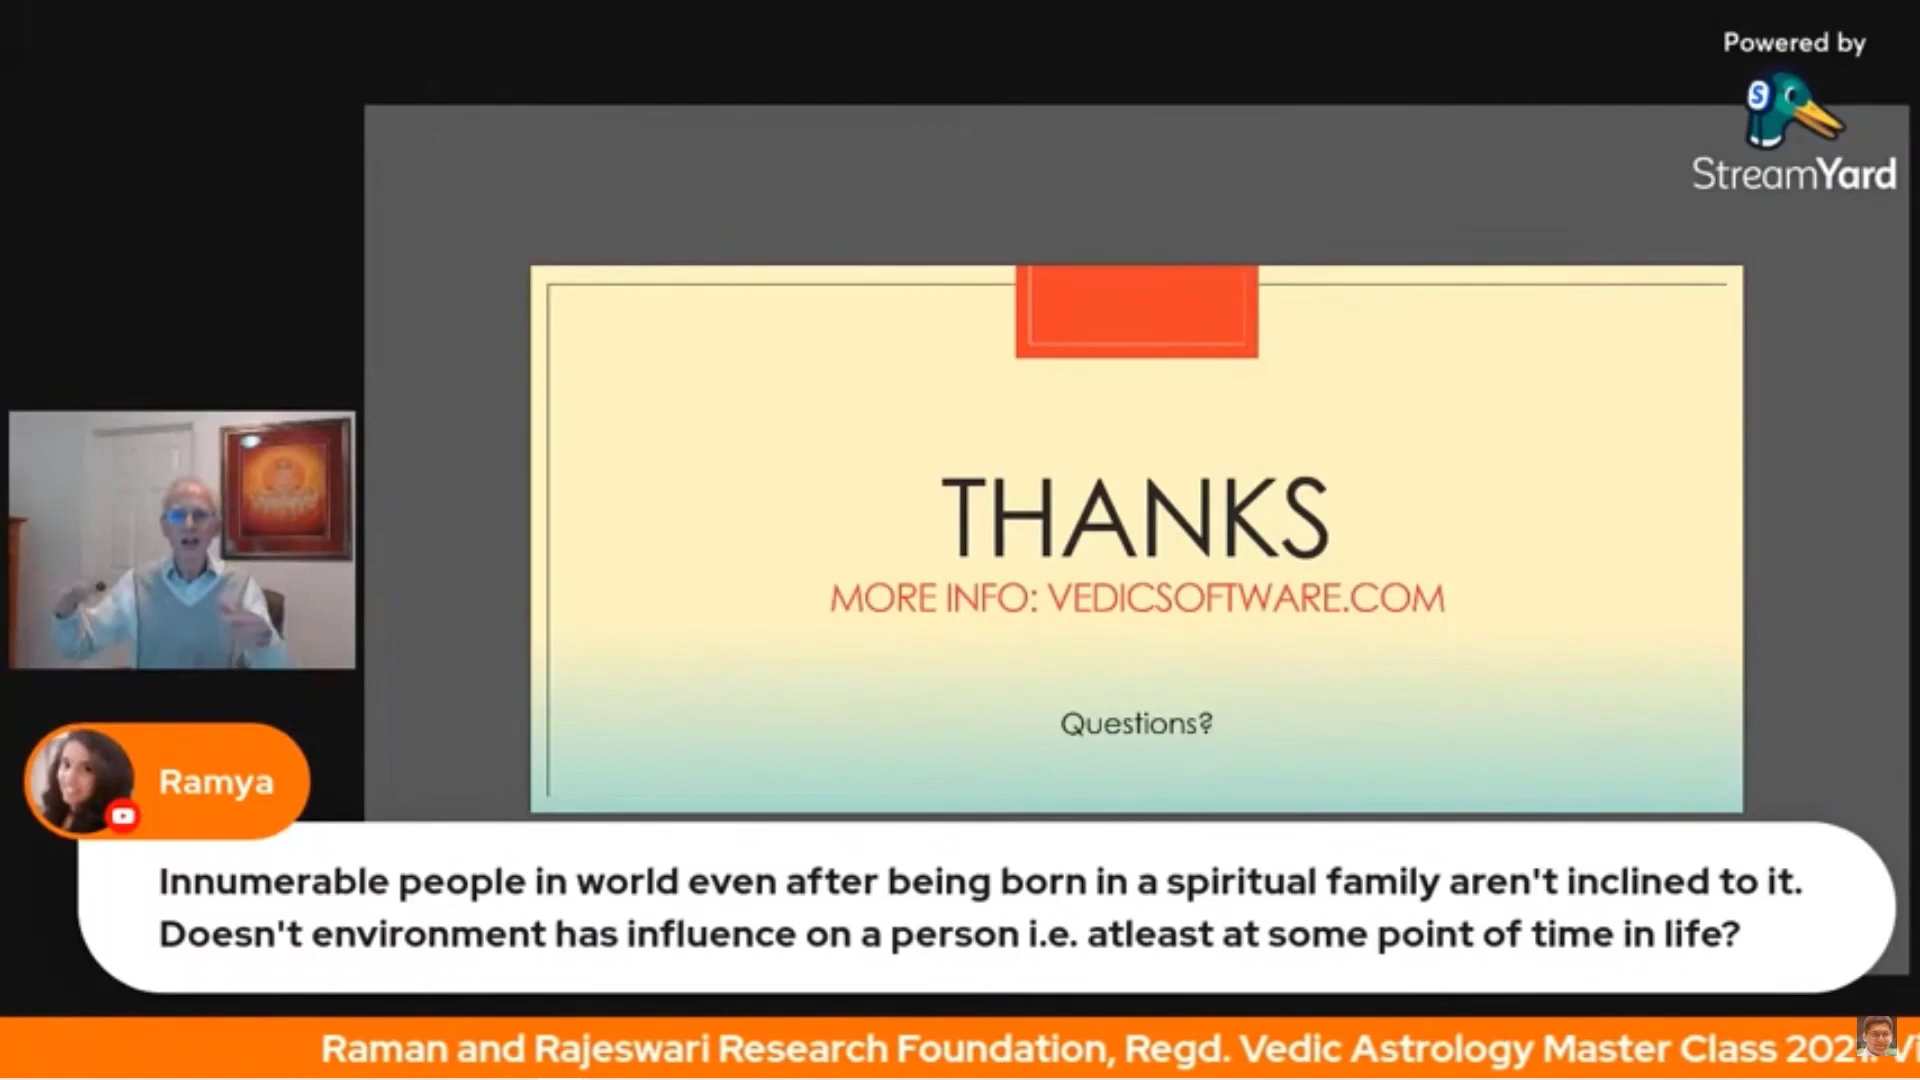 Powered by
S
StreamYard
THANKS
MORE INFO: VEDICSOFTWARE.COM
Questions?
Ramya
Innumerable people in world even after being born in a spiritual family aren't inclined to it.
Doesn't environment has influence on a person i.e. atleast at some point of time in life?
Raman and Rajeswari Research Foundation, Regd. Vedic Astrology Master Class